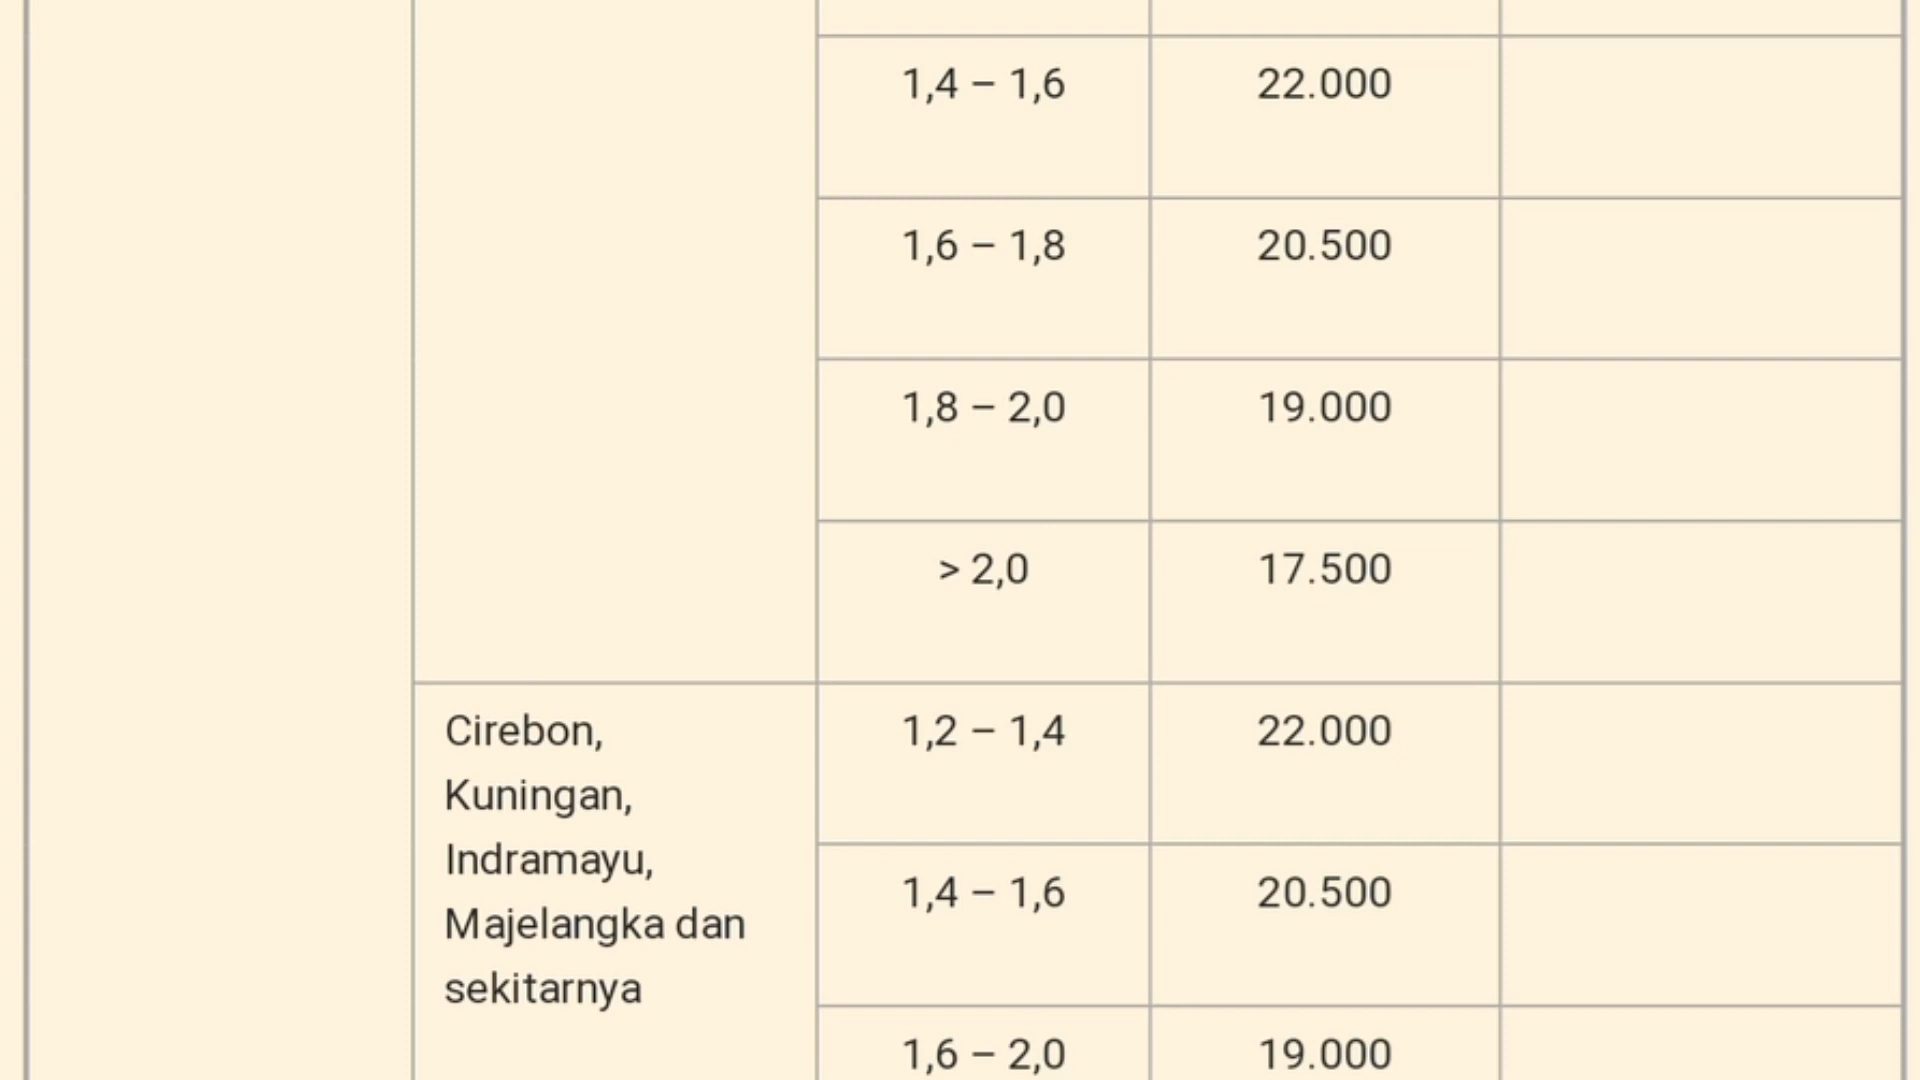 1,4 – 1,6 22.000
1,6 – 1,8 20.500
1,8 – 2,0 19.000
> 2,0 17.500
Cirebon, 1,2 – 1,4 22.000
Kuningan,
Indramayu,
1,4 – 1,6 20.500
Majelangka dan
sekitarnya
1,6 – 2,0 19.000